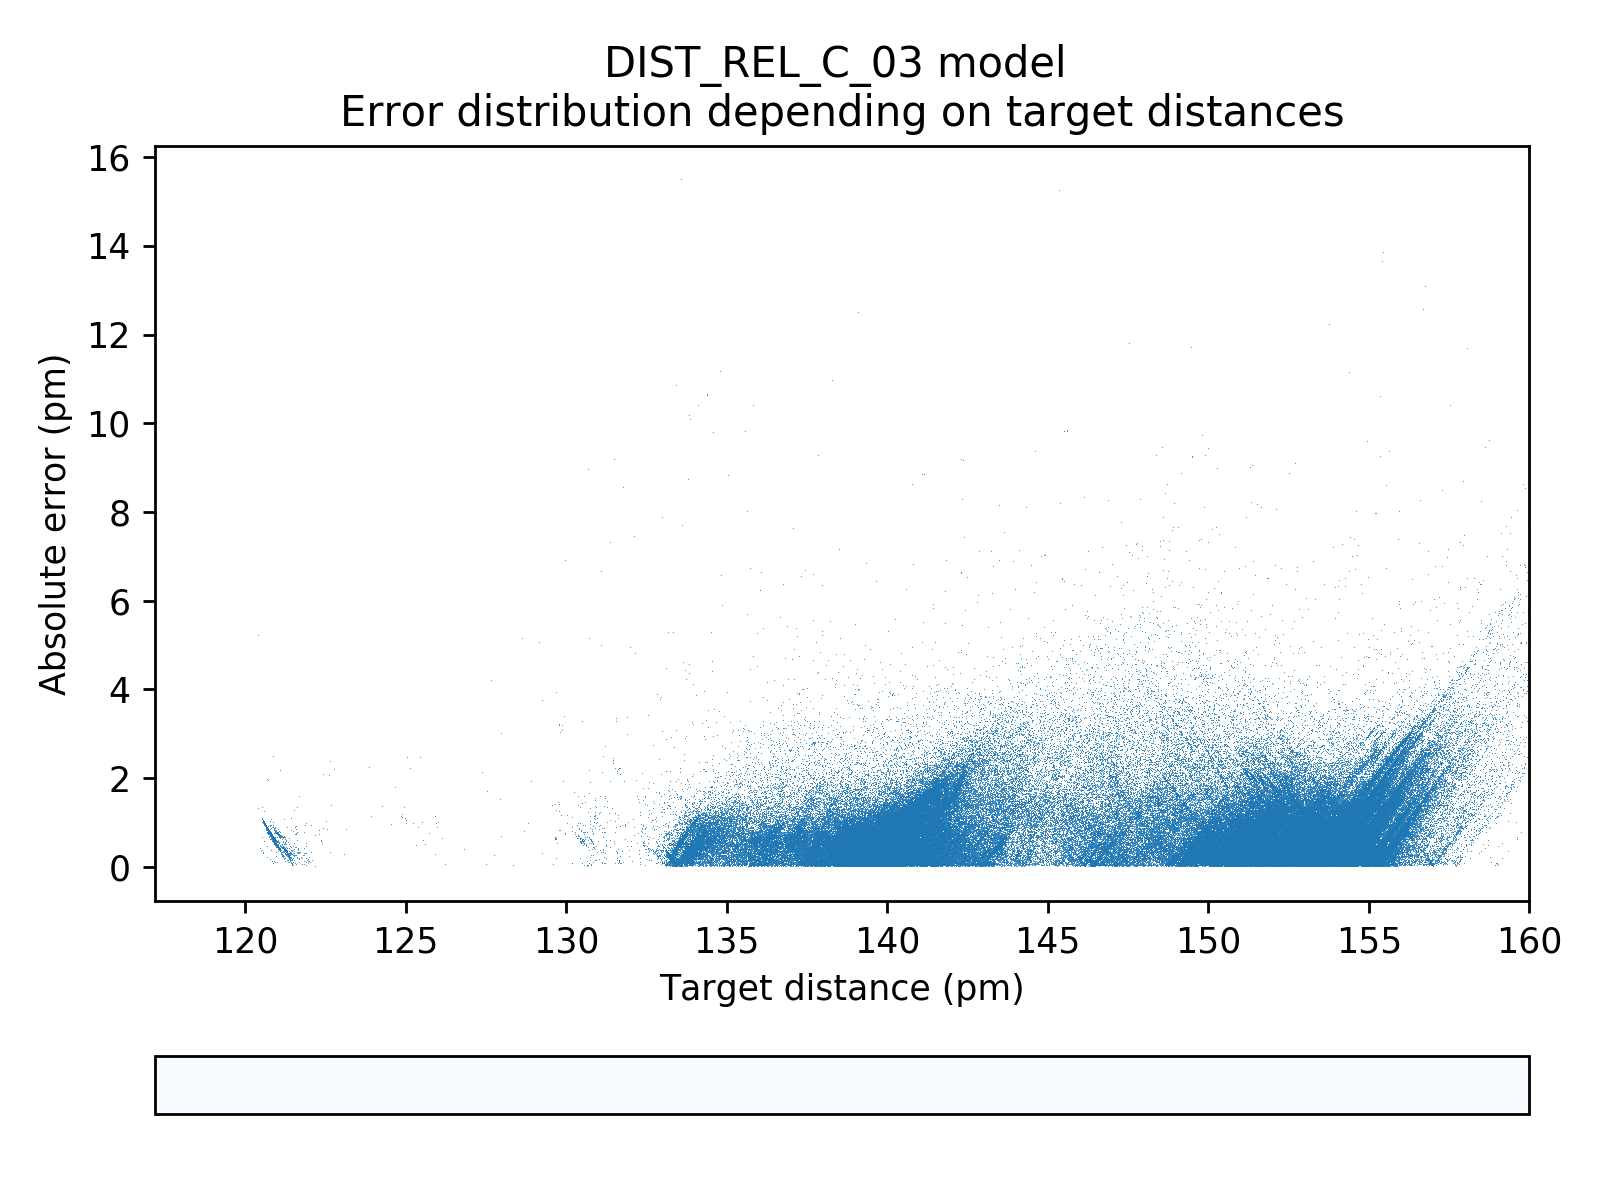 DIST_REL_C_03 model
Error distribution depending on target distances
16
14
12
10
8
6
4
2
0
Absolute error (pm)
120 125 130 135 140 145 150 155 160
Target distance (pm)